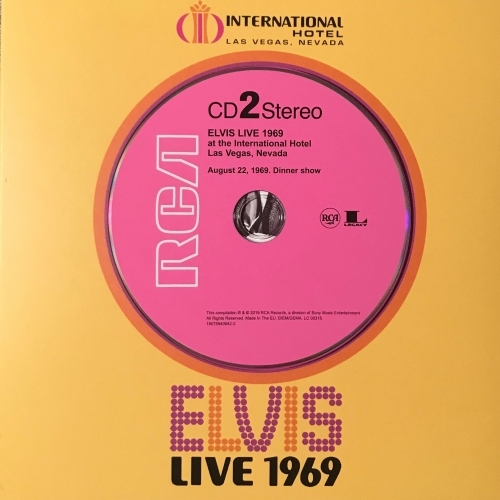 INTERNATIONAL
HOTEL
LAS VEGAS, NEVADA
CD2Stereo
ELVIS LIVE 1969
at the International Hotel
Las Vegas, Nevada
August 22, 1969. Dinner show
RCA
RCA
LEGACY
This compilation ℗ & © 2019 RCA Records, a division of Sony Music Entertainment.
All Rights Reserved. Made In The EU.
ELVIS
LIVE 1969